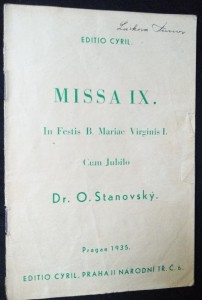 EDITIO CYRIL.
MISSA IX.
In Festis B. Mariae Virginis I.
Cum Jubilo
Dr. O. Stanovský.
Pragae 1935.
EDITIO CYRIL, PRAHA II NÁRODNÍ TŘ. Č. 6.